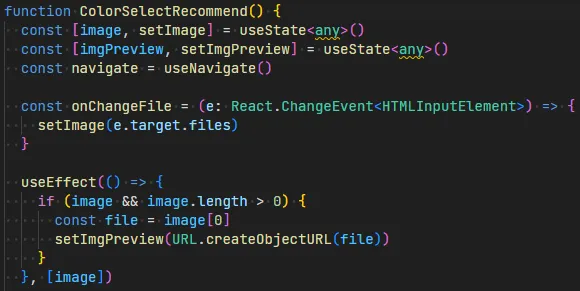 function ColorSelectRecommend() {
  const [image, setImage] = useState<any>()
  const [imgPreview, setImgPreview] = useState<any>()
  const navigate = useNavigate()

  const onChangeFile = (e: React.ChangeEvent<HTMLInputElement>) => {
    setImage(e.target.files)
  }

  useEffect(() => {
    if (image && image.length > 0) {
      const file = image[0]
      setImgPreview(URL.createObjectURL(file))
    }
  }, [image])